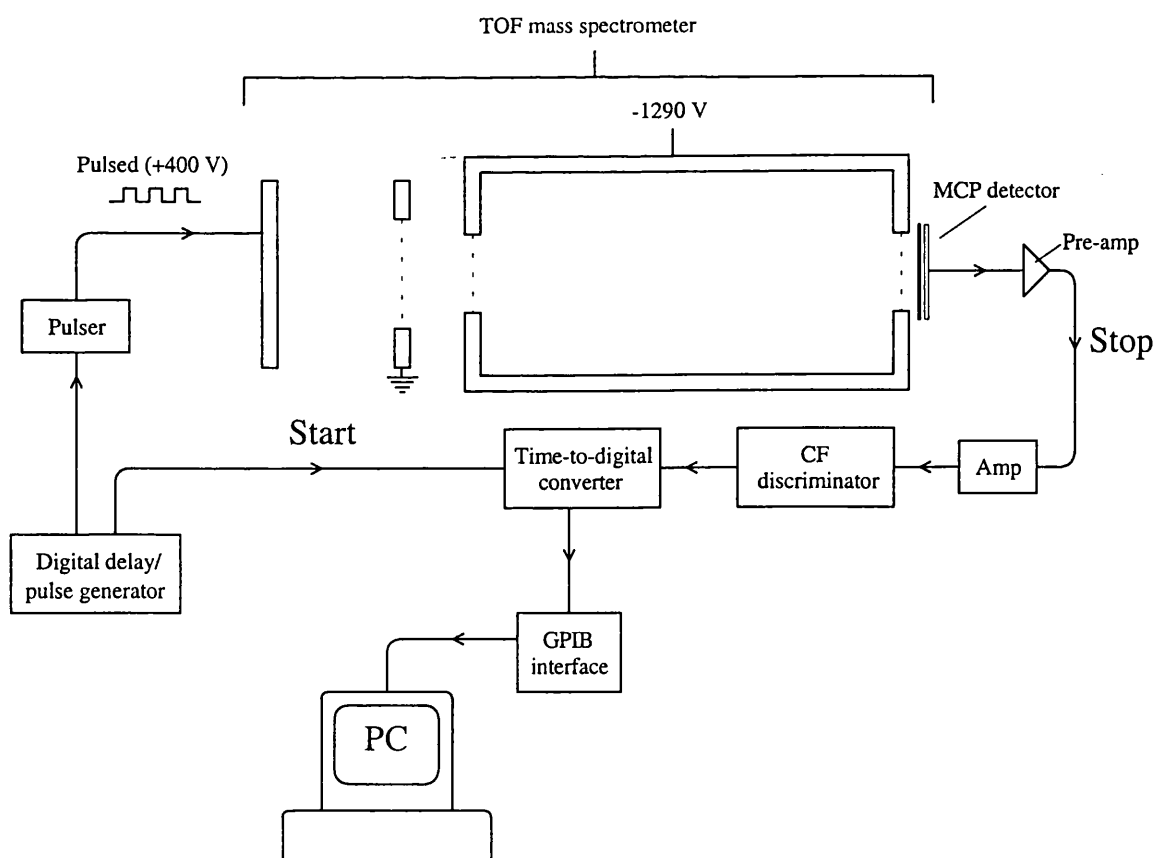 TOF mass spectrometer
-1290 V
Pulsed (+400 V)
MCP detector
Pre-amp
Pulser
Stop
Start
Time-to-digital
converter
CF
discriminator
Amp
Digital delay/
pulse generator
GPIB
interface
PC